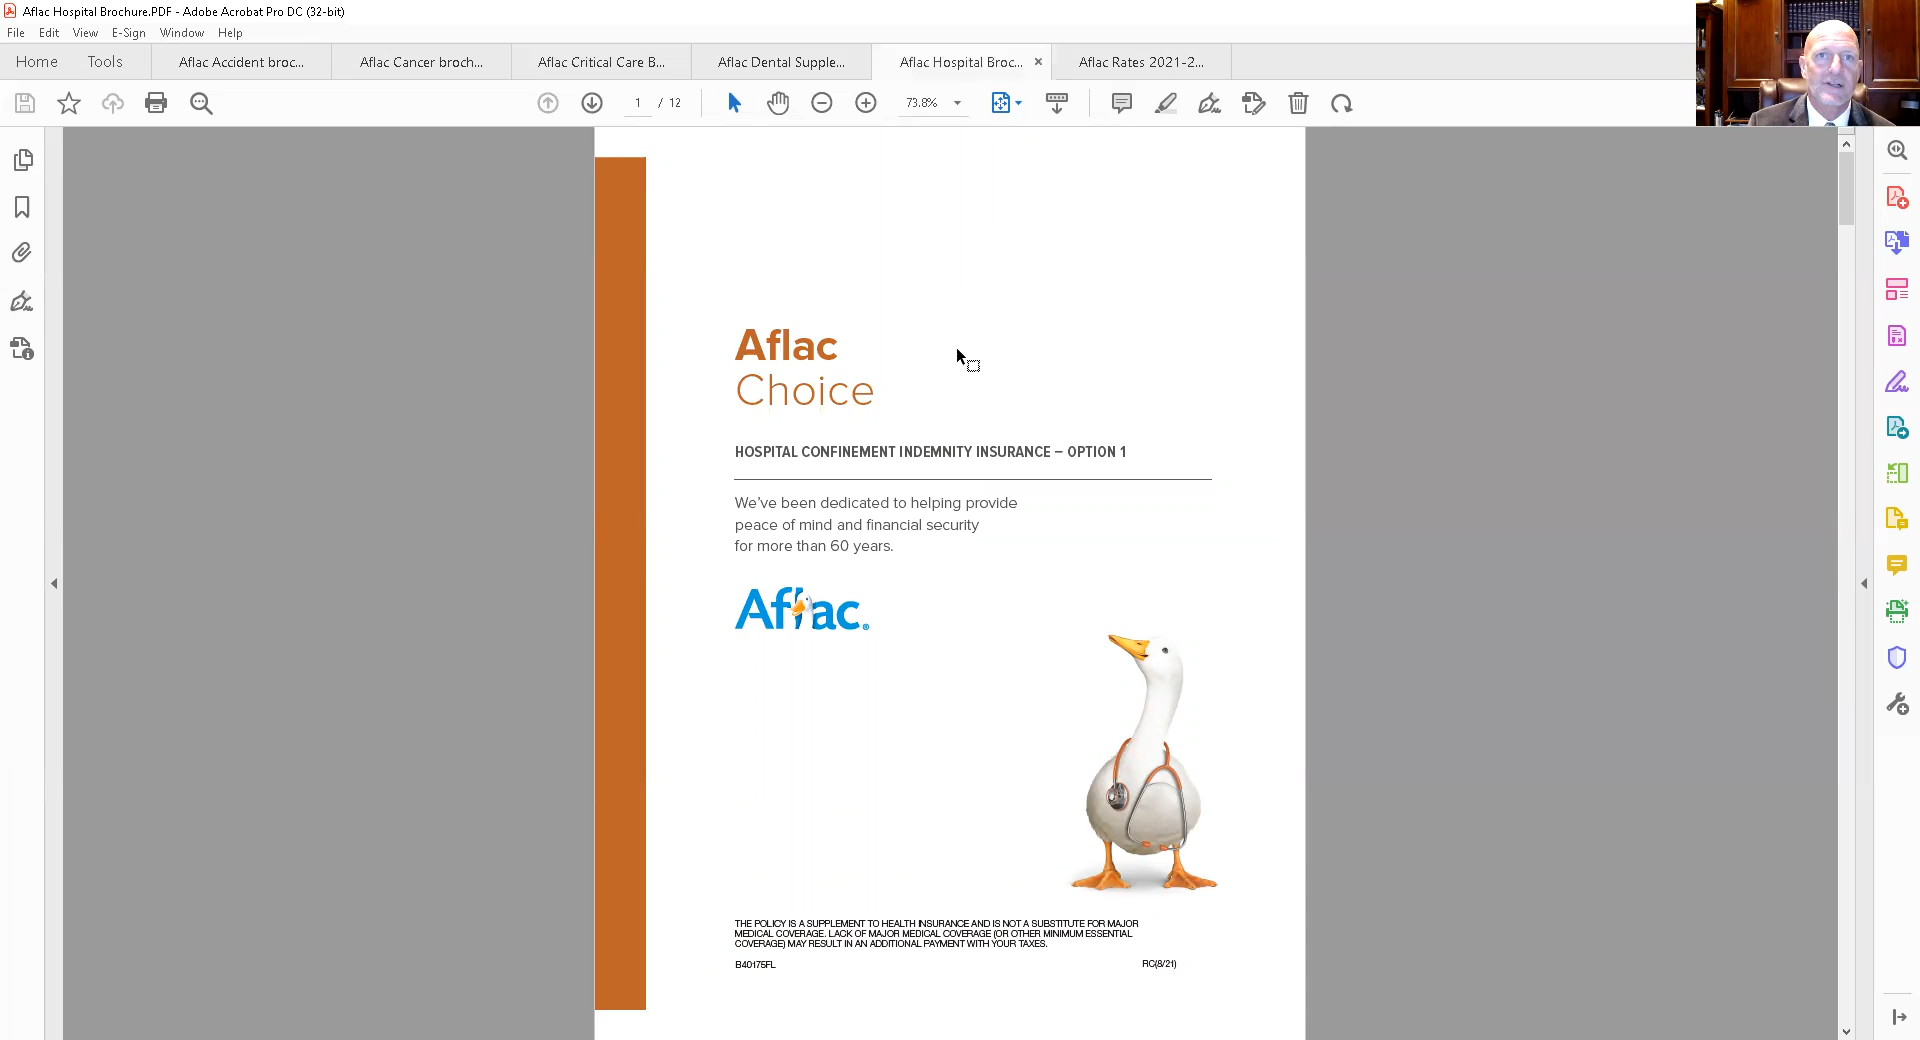 Aflac Hospital Brochure.PDF - Adobe Acrobat Pro DC (32-bit)
File Edit View E-Sign Window Help
Home Tools Aflac Accident broc... Aflac Cancer broch... Aflac Critical Care B... Aflac Dental Supple... Aflac Hospital Broc... × Aflac Rates 2021-2...
1 / 12 73.8%
Aflac
Choice
HOSPITAL CONFINEMENT INDEMNITY INSURANCE – OPTION 1
We've been dedicated to helping provide
peace of mind and financial security
for more than 60 years.
Aflac®
THE POLICY IS A SUPPLEMENT TO HEALTH INSURANCE AND IS NOT A SUBSTITUTE FOR MAJOR
MEDICAL COVERAGE. LACK OF MAJOR MEDICAL COVERAGE (OR OTHER MINIMUM ESSENTIAL
COVERAGE) MAY RESULT IN AN ADDITIONAL PAYMENT WITH YOUR TAXES.
B40175FL RC(8/21)